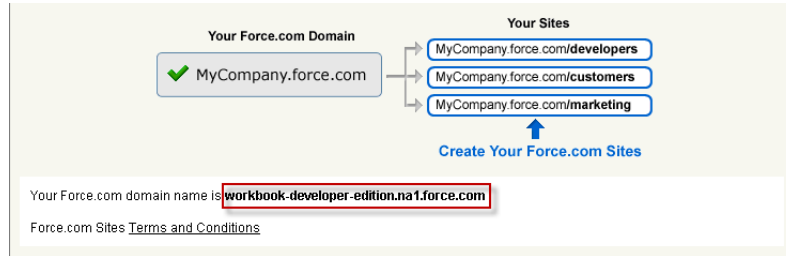 Your Force.com Domain
Your Sites
MyCompany.force.com
MyCompany.force.com/developers
MyCompany.force.com/customers
MyCompany.force.com/marketing
Create Your Force.com Sites
Your Force.com domain name is workbook-developer-edition.na1.force.com
Force.com Sites Terms and Conditions